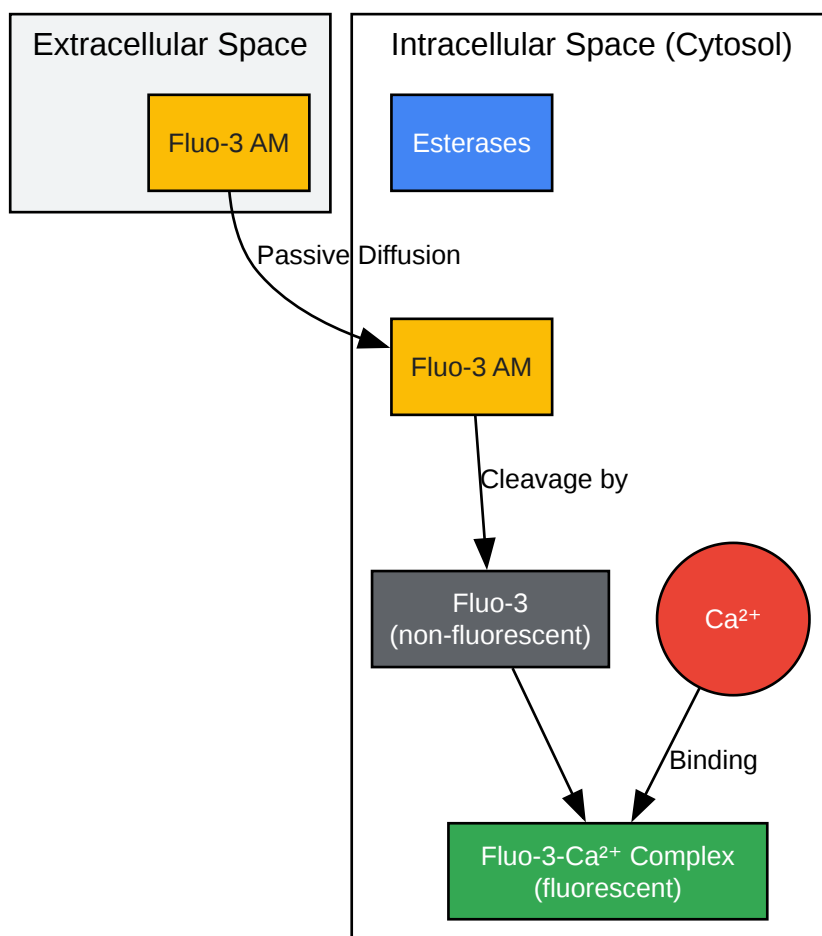 Extracellular Space
Intracellular Space (Cytosol)
Fluo-3 AM
Esterases
Passive Diffusion
Fluo-3 AM
Cleavage by
Fluo-3
(non-fluorescent)
Ca²⁺
Binding
Fluo-3-Ca²⁺ Complex
(fluorescent)